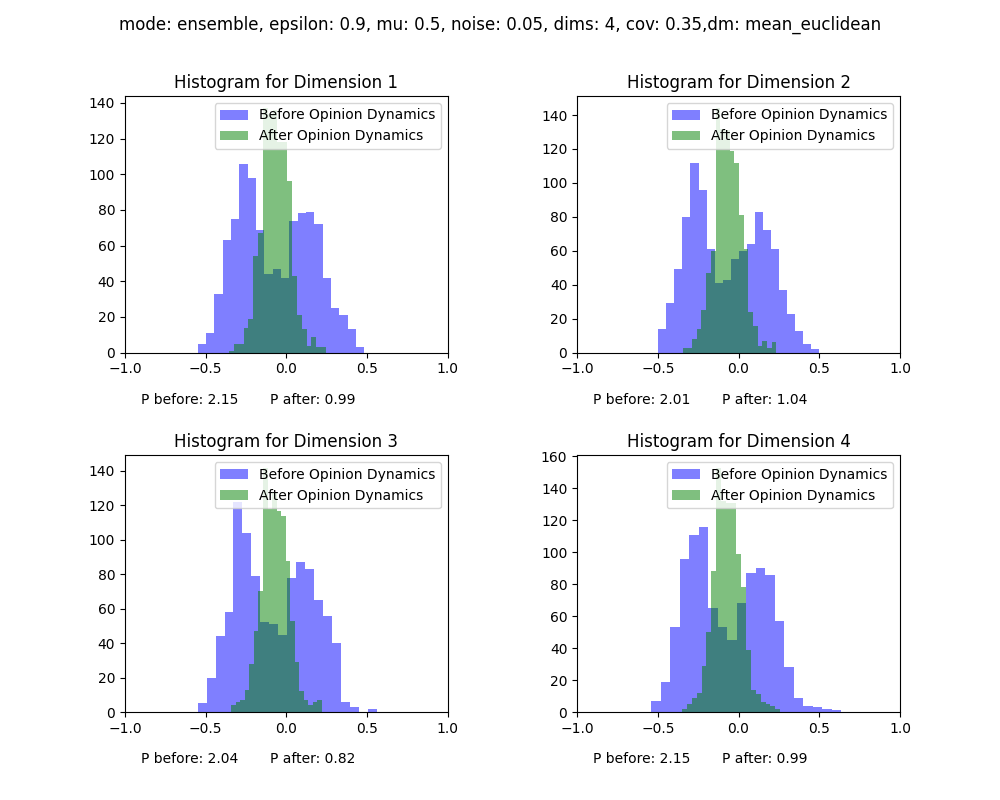 mode: ensemble, epsilon: 0.9, mu: 0.5, noise: 0.05, dims: 4, cov: 0.35,dm: mean_euclidean
Histogram for Dimension 1
Before Opinion Dynamics
After Opinion Dynamics
140
120
100
80
60
40
20
0
−1.0 −0.5 0.0 0.5 1.0
P before: 2.15 P after: 0.99
Histogram for Dimension 2
Before Opinion Dynamics
After Opinion Dynamics
140
120
100
80
60
40
20
0
−1.0 −0.5 0.0 0.5 1.0
P before: 2.01 P after: 1.04
Histogram for Dimension 3
Before Opinion Dynamics
After Opinion Dynamics
140
120
100
80
60
40
20
0
−1.0 −0.5 0.0 0.5 1.0
P before: 2.04 P after: 0.82
Histogram for Dimension 4
Before Opinion Dynamics
After Opinion Dynamics
160
140
120
100
80
60
40
20
0
−1.0 −0.5 0.0 0.5 1.0
P before: 2.15 P after: 0.99